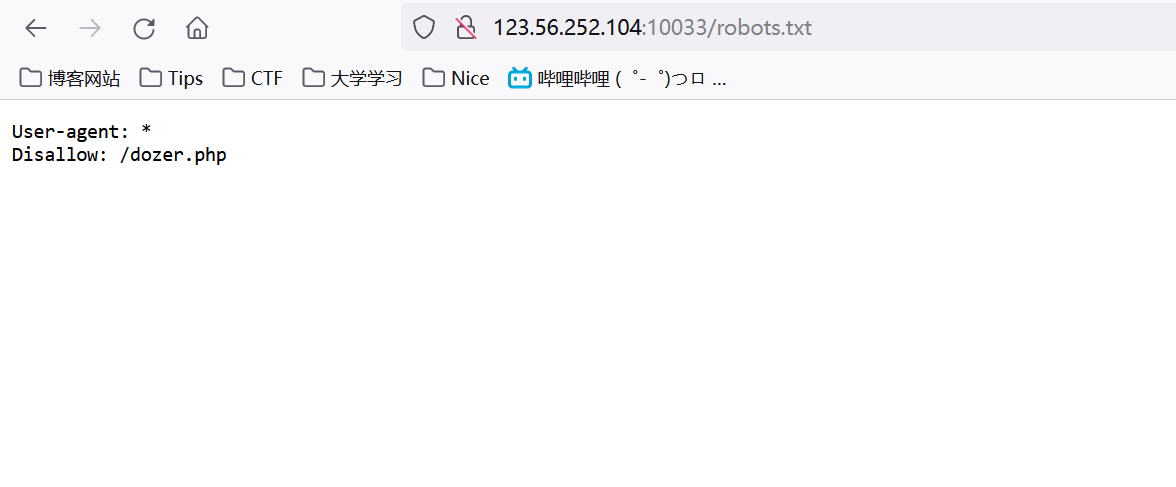 123.56.252.104:10033/robots.txt
博客网站 Tips CTF 大学学习 Nice 哔哩哔哩 ( ゜- ゜)つロ ...
User-agent: *
Disallow: /dozer.php